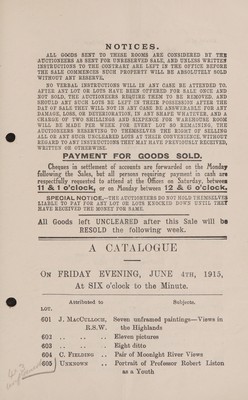 NOTICES.
ALL GOODS SENT TO THESE ROOMS ARE CONSIDERED BY THE
AUCTIONEERS AS SENT FOR UNRESERVED SALE, AND UNLESS WRITTEN
INSTRUCTIONS TO THE CONTRARY ARE LEFT IN THE OFFICE BEFORE
THE SALE COMMENCES SUCH PROPERTY WILL BE ABSOLUTELY SOLD
WITHOUT ANY RESERVE.
NO VERBAL INSTRUCTIONS WILL IN ANY CARE BE ATTENDED TO.
AFTER ANY LOT OR LOTS HAVE BEEN OFFERED FOR SALE ONCE AND
NOT SOLD, THE AUCTIONEERS REQUIRE THEM TO BE REMOVED, AND
SHOULD ANY SUCH LOTS BE LEFT IN THEIR POSSESSION AFTER THE
DAY OF SALE THEY WILL NOT IN ANY CASE BE ANSWERABLE FOR ANY
DAMAGE, LOSS, OR DETERIORATION, IN ANY SHAPE WHATEVER, AND A
CHARGE OF TWO SHILLINGS AND SIXPENCE FOR WAREHOUSE ROOM
WILL BE MADE PER WEEK FOR EVERY LOT SO REMAINING, THE
AUCTIONEERS RESERVING TO THEMSELVES THE RIGHT OF SELLING
ALL OR ANY SUCH UNCLEARED LOTS AT THEIR CONVENIENCE, WITHOUT
REGARD TO ANY INSTRUCTIONS THEY MAY HAVE PREVIOUSLY RECEIVED,
WRITTEN OR OTHERWISE.
PAYMENT FOR GOODS SOLD.
Cheques in settlement of accounts are forwarded on the Monday
following the Sales, but all persons requiring payment in cash are
respectfully requested to attend at the Offices on Saturday, between
11 & 1 o'clock, or on Monday between 12 & 6 o'clock.
SPECIAL NOTICE.—THE AUCTIONEERS DO NOT HOLD THEMSELVES
LIABLE TO PAY FOR ANY LOT OR LOTS KNOCKED DOWN UNTIL THEY
HAVE RECEIVED THE MONEY FOR SAME.
All Goods left UNCLEARED after this Sale will be
RESOLD the following week.
A CATALOGUE
ON FRIDAY EVENING, JUNE 4TH, 1915,
At SIX o'clock to the Minute.
Attributed to Subjects.
LOT.
601 J. MACCULLOCH, Seven unframed paintings—Views in
R.S.W. the Highlands
602 .. .. .. Eleven pictures
603 .. .. .. Eight ditto
604 C. FIELDING .. Pair of Moonlight River Views
605 UNKNOWN .. Portrait of Professor Robert Liston
as a Youth